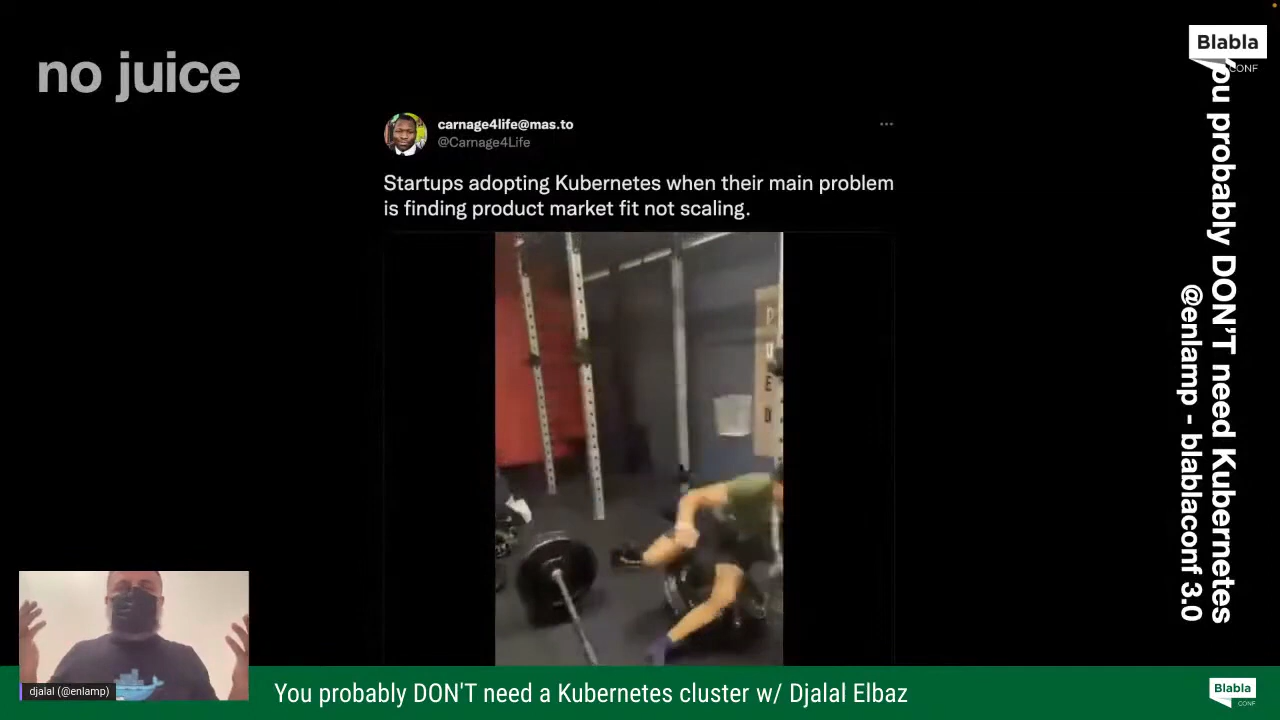 no juice
carnage4life@mas.to
@Carnage4Life
Startups adopting Kubernetes when their main problem
is finding product market fit not scaling.
Blabla
CONF
ou probably DON'T need Kubernetes
@enlamp - blablaconf 3.0
djalal (@enlamp)
You probably DON'T need a Kubernetes cluster w/ Djalal Elbaz
Blabla
CONF